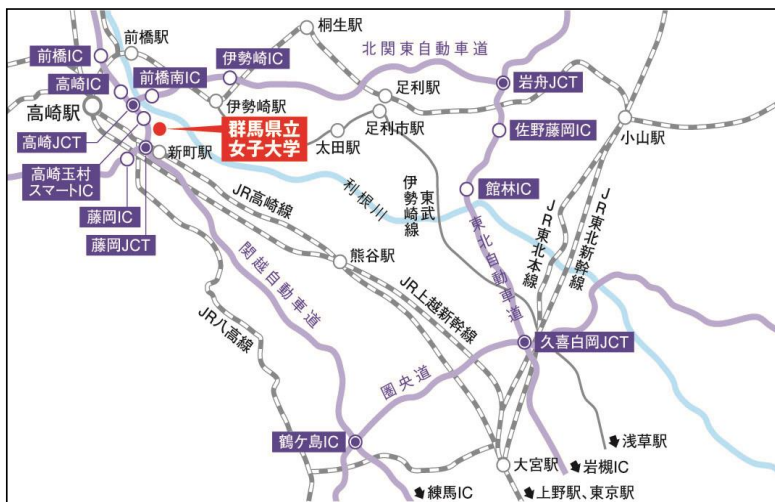 桐生駅
北関東自動車道
前橋駅
前橋IC
伊勢崎IC
高崎IC
前橋南IC
足利駅
岩舟JCT
高崎駅
伊勢崎駅
群馬県立
女子大学
太田駅
足利市駅
佐野藤岡IC
小山駅
高崎JCT
新町駅
高崎玉村
スマートIC
藤岡IC
藤岡JCT
JR高崎線
利根川
東武
伊勢崎線
館林IC
東北自動車道
JR東北本線
JR東北新幹線
熊谷駅
関越自動車道
JR上越新幹線
JR八高線
久喜白岡JCT
圏央道
鶴ケ島IC
浅草駅
大宮駅
岩槻IC
練馬IC
上野駅、東京駅